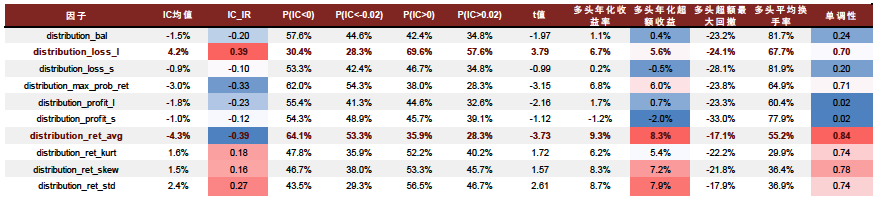 因子 IC均值 IC_IR P(IC<0) P(IC<-0.02) P(IC>0) P(IC>0.02) t值 多头年化收益率 多头年化超额收益 多头超额最大回撤 多头平均换手率 单调性
distribution_bal -1.5% -0.20 57.6% 44.6% 42.4% 34.8% -1.97 1.1% 0.4% -23.2% 81.7% 0.24
distribution_loss_l 4.2% 0.39 30.4% 28.3% 69.6% 57.6% 3.79 6.7% 5.6% -24.1% 67.7% 0.70
distribution_loss_s -0.9% -0.10 53.3% 42.4% 46.7% 34.8% -0.99 0.2% -0.5% -28.1% 81.9% 0.20
distribution_max_prob_ret -3.0% -0.33 62.0% 54.3% 38.0% 28.3% -3.15 6.8% 6.0% -23.8% 64.9% 0.71
distribution_profit_l -1.8% -0.23 55.4% 41.3% 44.6% 32.6% -2.16 1.7% 0.7% -23.3% 60.4% 0.02
distribution_profit_s -1.0% -0.12 54.3% 48.9% 45.7% 39.1% -1.12 -1.2% -2.0% -33.0% 77.9% 0.02
distribution_ret_avg -4.3% -0.39 64.1% 53.3% 35.9% 28.3% -3.73 9.3% 8.3% -17.1% 55.2% 0.84
distribution_ret_kurt 1.6% 0.18 47.8% 35.9% 52.2% 40.2% 1.72 6.2% 5.4% -22.2% 29.9% 0.74
distribution_ret_skew 1.5% 0.16 46.7% 38.0% 53.3% 45.7% 1.57 8.3% 7.2% -21.8% 36.4% 0.78
distribution_ret_std 2.4% 0.27 43.5% 29.3% 56.5% 46.7% 2.61 8.7% 7.9% -17.9% 36.9% 0.74